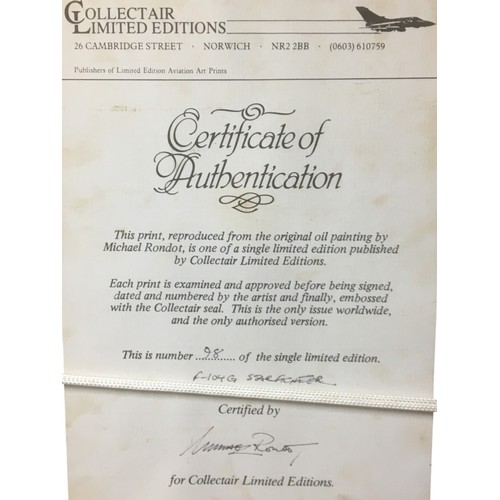 COLLECTAIR
LIMITED EDITIONS
26 CAMBRIDGE STREET · NORWICH · NR2 2BB · (0603) 610759
Publishers of Limited Edition Aviation Art Prints
Certificate of
Authentication
This print, reproduced from the original oil painting by
Michael Rondot, is one of a single limited edition published
by Collectair Limited Editions.
Each print is examined and approved before being signed,
dated and numbered by the artist and finally, embossed
with the Collectair seal. This is the only issue worldwide,
and the only authorised version.
This is number ...98...... of the single limited edition.
F-104G STARFIGHTER
Certified by
Michael Rondot
for Collectair Limited Editions.